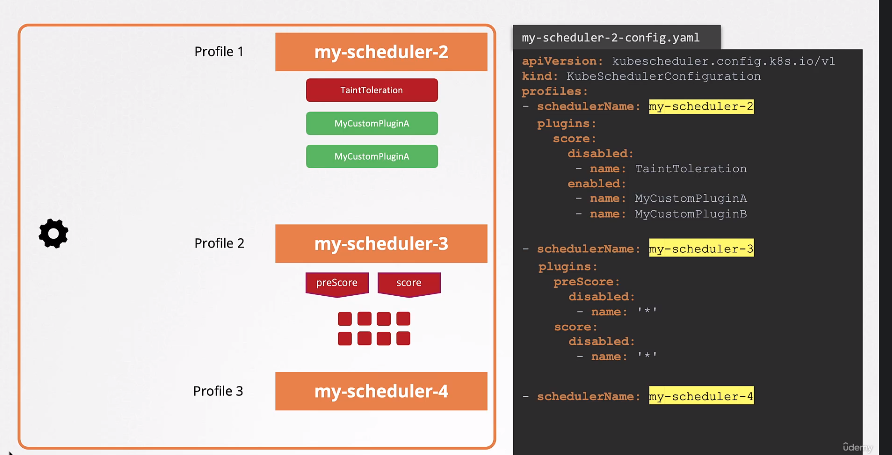 Profile 1
my-scheduler-2
TaintToleration
MyCustomPluginA
MyCustomPluginA
Profile 2
my-scheduler-3
preScore
score
Profile 3
my-scheduler-4
my-scheduler-2-config.yaml
apiVersion: kubescheduler.config.k8s.io/v1
kind: KubeSchedulerConfiguration
profiles:
- schedulerName: my-scheduler-2
plugins:
score:
disabled:
- name: TaintToleration
enabled:
- name: MyCustomPluginA
- name: MyCustomPluginB
- schedulerName: my-scheduler-3
plugins:
preScore:
disabled:
- name: '*'
score:
disabled:
- name: '*'
- schedulerName: my-scheduler-4
ûdemy